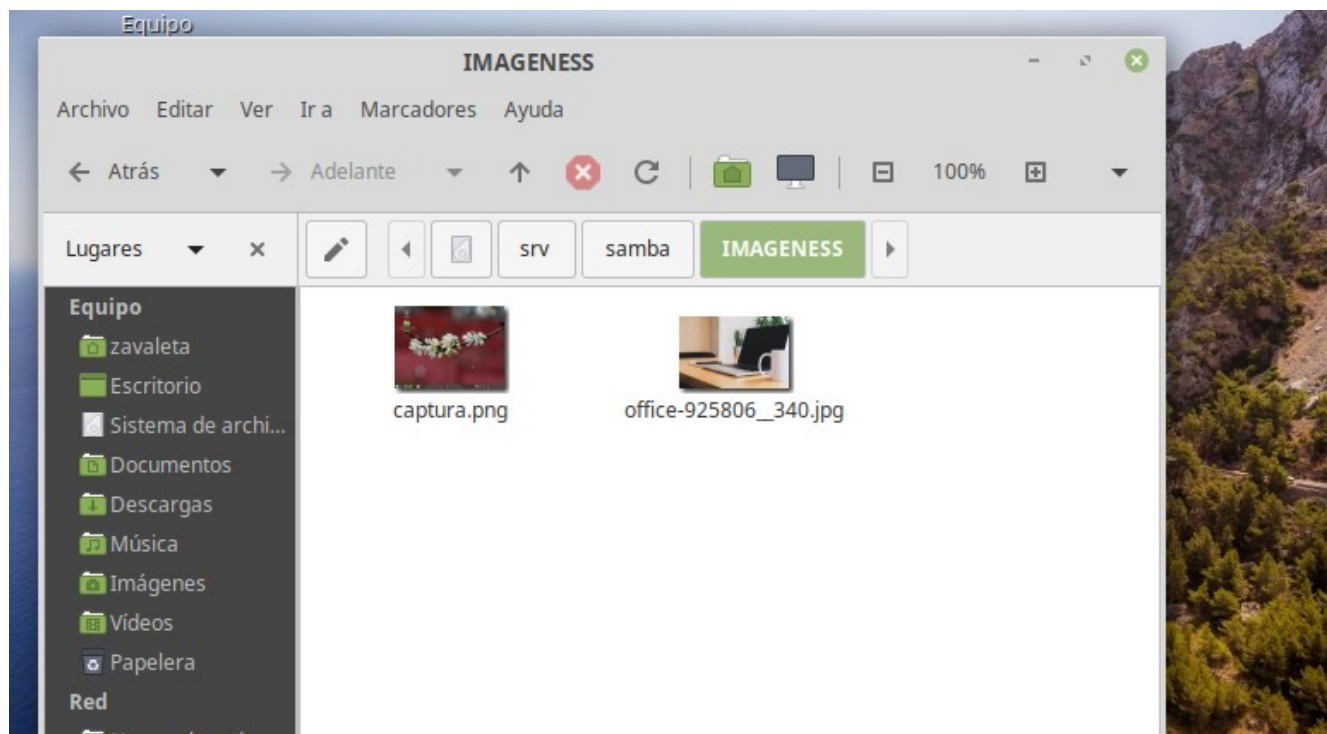 Equipo
IMAGENESS
Archivo Editar Ver Ir a Marcadores Ayuda
Atrás Adelante 100%
Lugares srv samba IMAGENESS
Equipo
zavaleta
Escritorio
Sistema de archi...
Documentos
Descargas
Música
Imágenes
Vídeos
Papelera
Red
captura.png office-925806__340.jpg